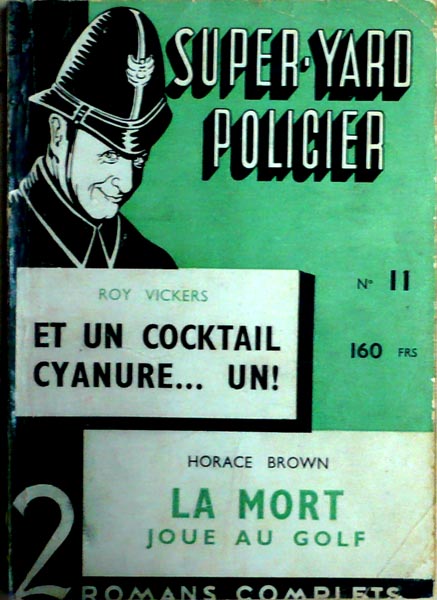 SUPER-YARD
POLICIER
N° 11
160 FRS
ROY VICKERS
ET UN COCKTAIL
CYANURE... UN!
HORACE BROWN
LA MORT
JOUE AU GOLF
2
ROMANS COMPLETS